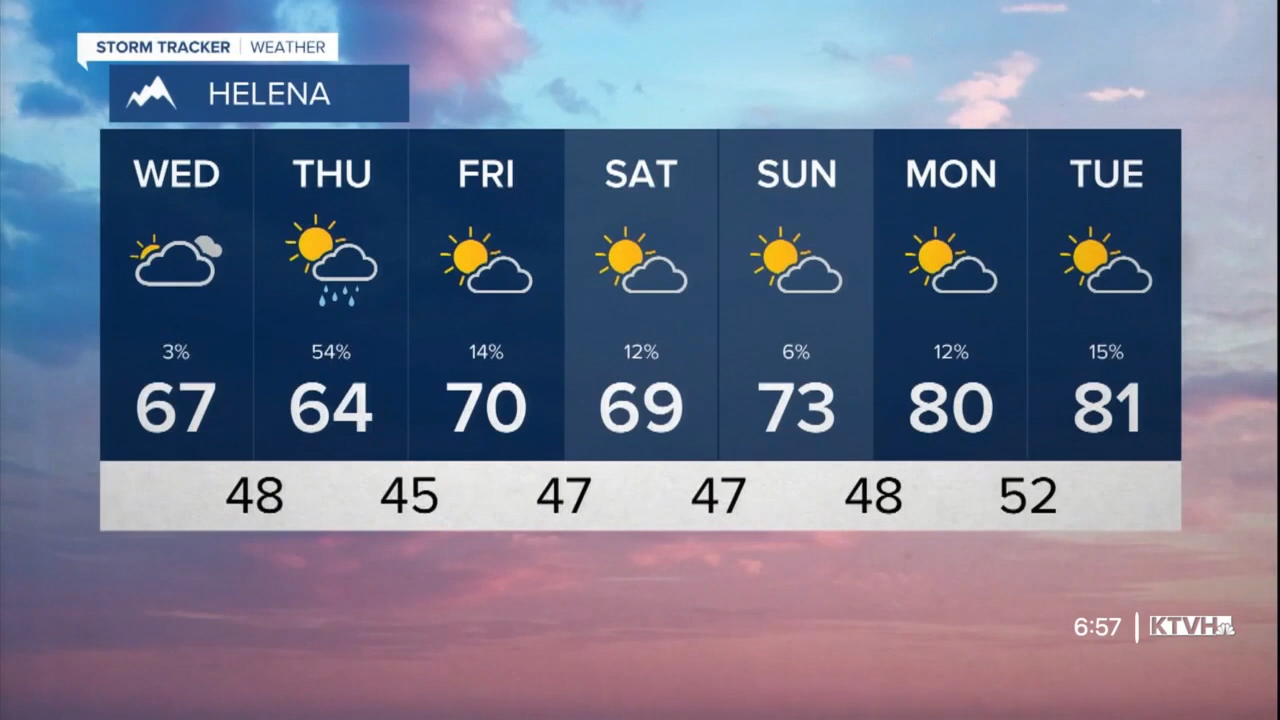 STORM TRACKER | WEATHER
HELENA
WED THU FRI SAT SUN MON TUE
3% 54% 14% 12% 6% 12% 15%
67 64 70 69 73 80 81
48 45 47 47 48 52
6:57 | KTVH